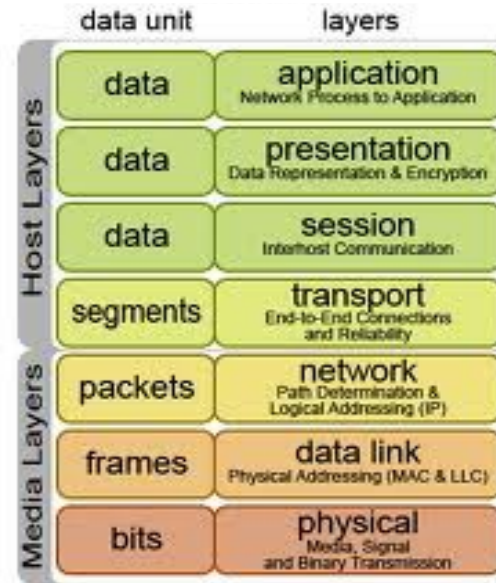 data unit layers
Host Layers
data application
Network Process to Application
data presentation
Data Representation & Encryption
data session
Interhost Communication
segments transport
End-to-End Connections
and Reliability
Media Layers
packets network
Path Determination &
Logical Addressing (IP)
frames data link
Physical Addressing (MAC & LLC)
bits physical
Media, Signal
and Binary Transmission